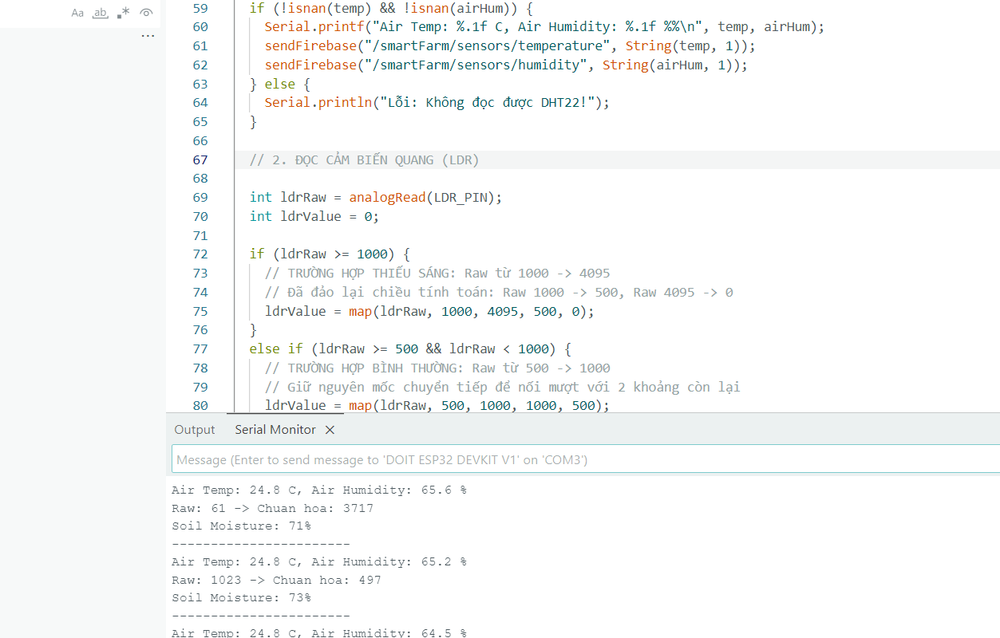 Aa ab .* 
...
59 if (!isnan(temp) && !isnan(airHum)) {
60 Serial.printf("Air Temp: %.1f C, Air Humidity: %.1f %%\n", temp, airHum);
61 sendFirebase("/smartFarm/sensors/temperature", String(temp, 1));
62 sendFirebase("/smartFarm/sensors/humidity", String(airHum, 1));
63 } else {
64 Serial.println("Lỗi: Không đọc được DHT22!");
65 }
66
67 // 2. ĐỌC CẢM BIẾN QUANG (LDR)
68
69 int ldrRaw = analogRead(LDR_PIN);
70 int ldrValue = 0;
71
72 if (ldrRaw >= 1000) {
73 // TRƯỜNG HỢP THIẾU SÁNG: Raw từ 1000 -> 4095
74 // Đã đảo lại chiều tính toán: Raw 1000 -> 500, Raw 4095 -> 0
75 ldrValue = map(ldrRaw, 1000, 4095, 500, 0);
76 }
77 else if (ldrRaw >= 500 && ldrRaw < 1000) {
78 // TRƯỜNG HỢP BÌNH THƯỜNG: Raw từ 500 -> 1000
79 // Giữ nguyên mốc chuyển tiếp để nối mượt với 2 khoảng còn lại
80 ldrValue = map(ldrRaw, 500, 1000, 1000, 500);
Output Serial Monitor
Message (Enter to send message to 'DOIT ESP32 DEVKIT V1' on 'COM3')
Air Temp: 24.8 C, Air Humidity: 65.6 %
Raw: 61 -> Chuan hoa: 3717
Soil Moisture: 71%
-----------------------
Air Temp: 24.8 C, Air Humidity: 65.2 %
Raw: 1023 -> Chuan hoa: 497
Soil Moisture: 73%
-----------------------
Air Temp: 24.8 C, Air Humidity: 64.5 %